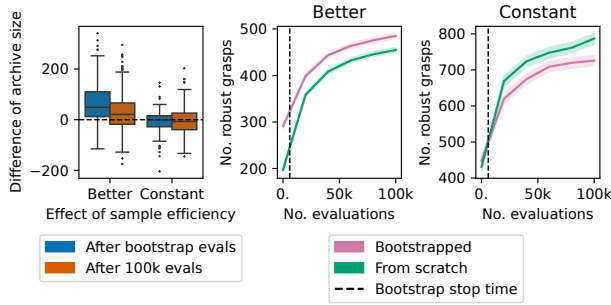 Difference of archive size
200
0
−200
Better
Constant
Effect of sample efficiency
After bootstrap evals
After 100k evals
Better
No. robust grasps
500
400
300
200
0.
50k
100k
No. evaluations
Constant
No. robust grasps
800
700
600
500
400
0.
50k
100k
No. evaluations
Bootstrapped
From scratch
Bootstrap stop time